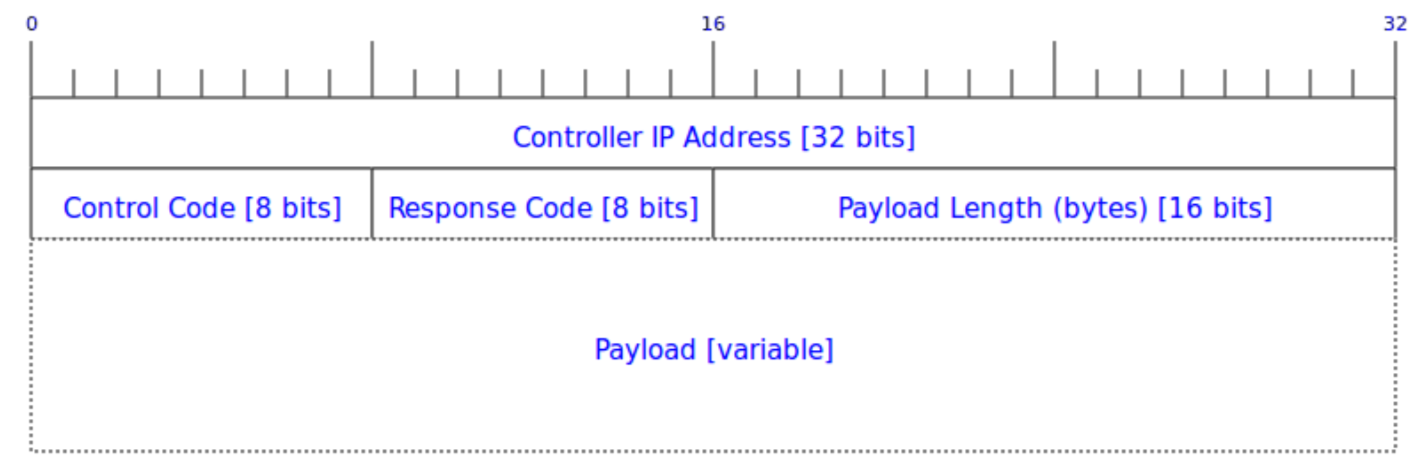 0 16 32
Controller IP Address [32 bits]
Control Code [8 bits] Response Code [8 bits] Payload Length (bytes) [16 bits]
Payload [variable]